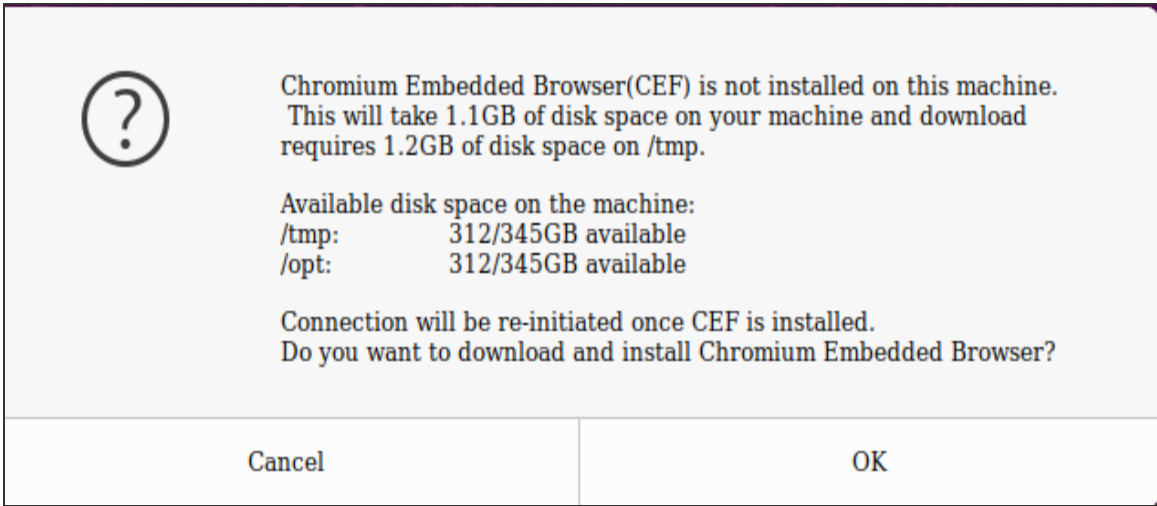 Chromium Embedded Browser(CEF) is not installed on this machine.
This will take 1.1GB of disk space on your machine and download
requires 1.2GB of disk space on /tmp.
Available disk space on the machine:
/tmp: 312/345GB available
/opt: 312/345GB available
Connection will be re-initiated once CEF is installed.
Do you want to download and install Chromium Embedded Browser?
Cancel OK